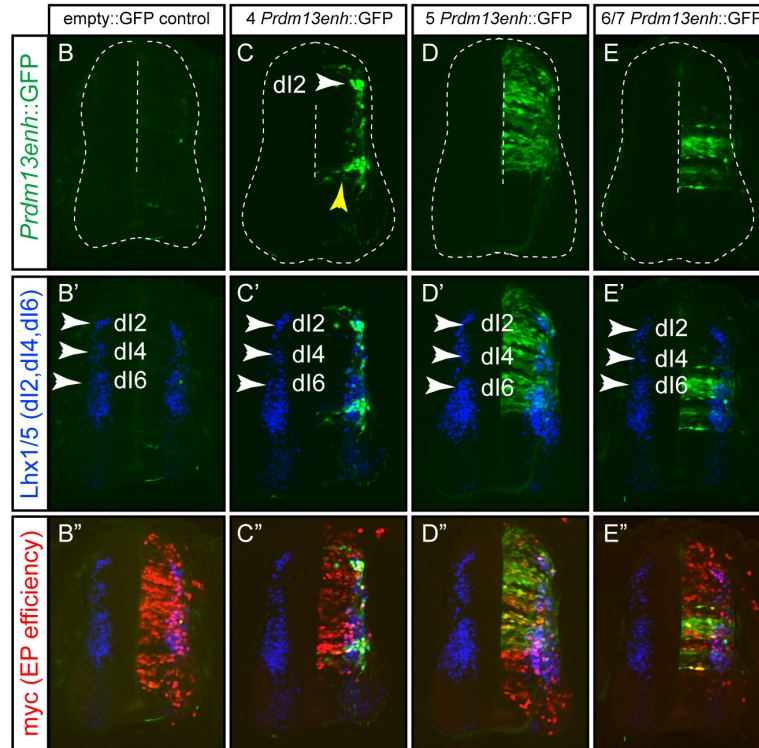 empty::GFP control
4 Prdm13enh::GFP
5 Prdm13enh::GFP
6/7 Prdm13enh::GFP
Prdm13enh::GFP
B
C
D
E
dI2
Lhx1/5 (dI2,dI4,dI6)
B’
C’
D’
E’
dI2
dI2
dI2
dI2
dI4
dI4
dI4
dI4
dI6
dI6
dI6
dI6
myc (EP efficiency)
B”
C”
D”
E”